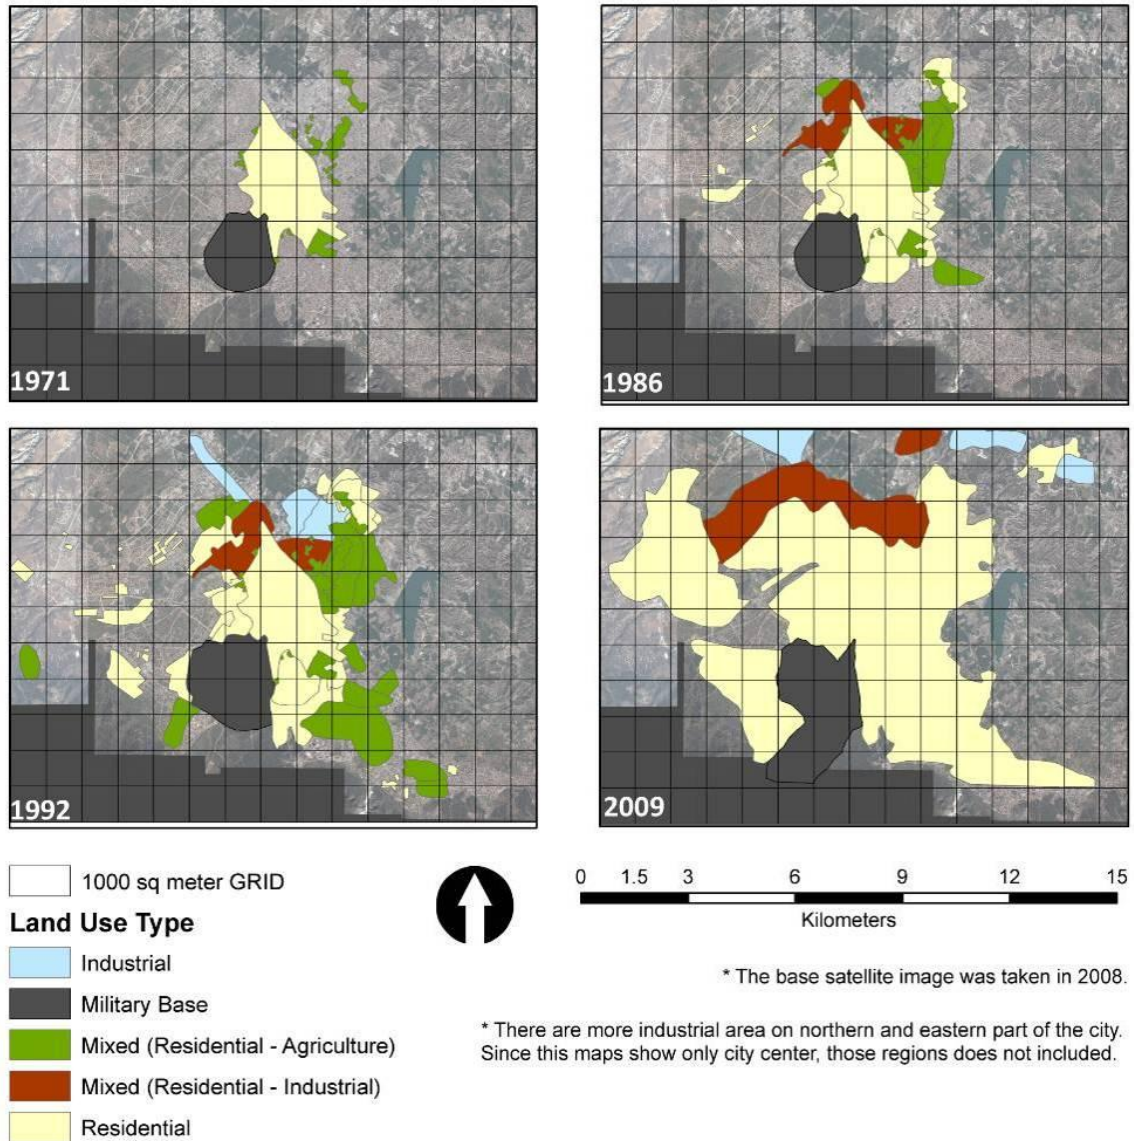 1971
1986
1992
2009
1000 sq meter GRID
Land Use Type
Industrial
Military Base
Mixed (Residential - Agriculture)
Mixed (Residential - Industrial)
Residential
0 1.5 3 6 9 12 15
Kilometers
* The base satellite image was taken in 2008.
* There are more industrial area on northern and eastern part of the city.
Since this maps show only city center, those regions does not included.